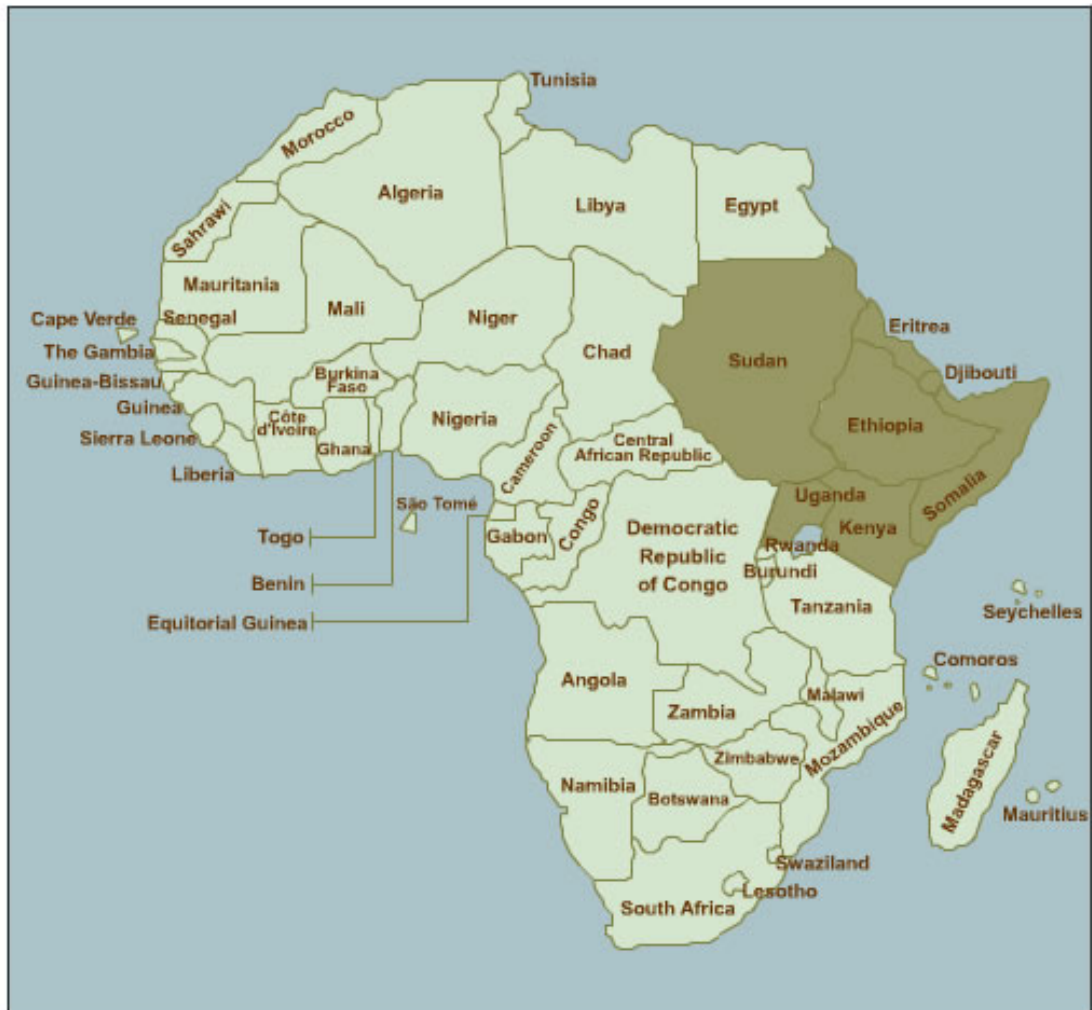 Tunisia
Morocco
Algeria
Libya
Egypt
Sahrawi
Mauritania
Mali
Niger
Chad
Sudan
Eritrea
Djibouti
Cape Verde
Senegal
The Gambia
Guinea-Bissau
Guinea
Sierra Leone
Liberia
Burkina
Faso
Côte
d'Ivoire
Ghana
Nigeria
Cameroon
Central
African Republic
Ethiopia
Somalia
Uganda
Kenya
São Tomé
Togo
Benin
Equitorial Guinea
Gabon
Congo
Democratic
Republic
of Congo
Rwanda
Burundi
Tanzania
Seychelles
Comoros
Angola
Zambia
Malawi
Mozambique
Zimbabwe
Namibia
Botswana
Madagascar
Mauritius
Swaziland
Lesotho
South Africa